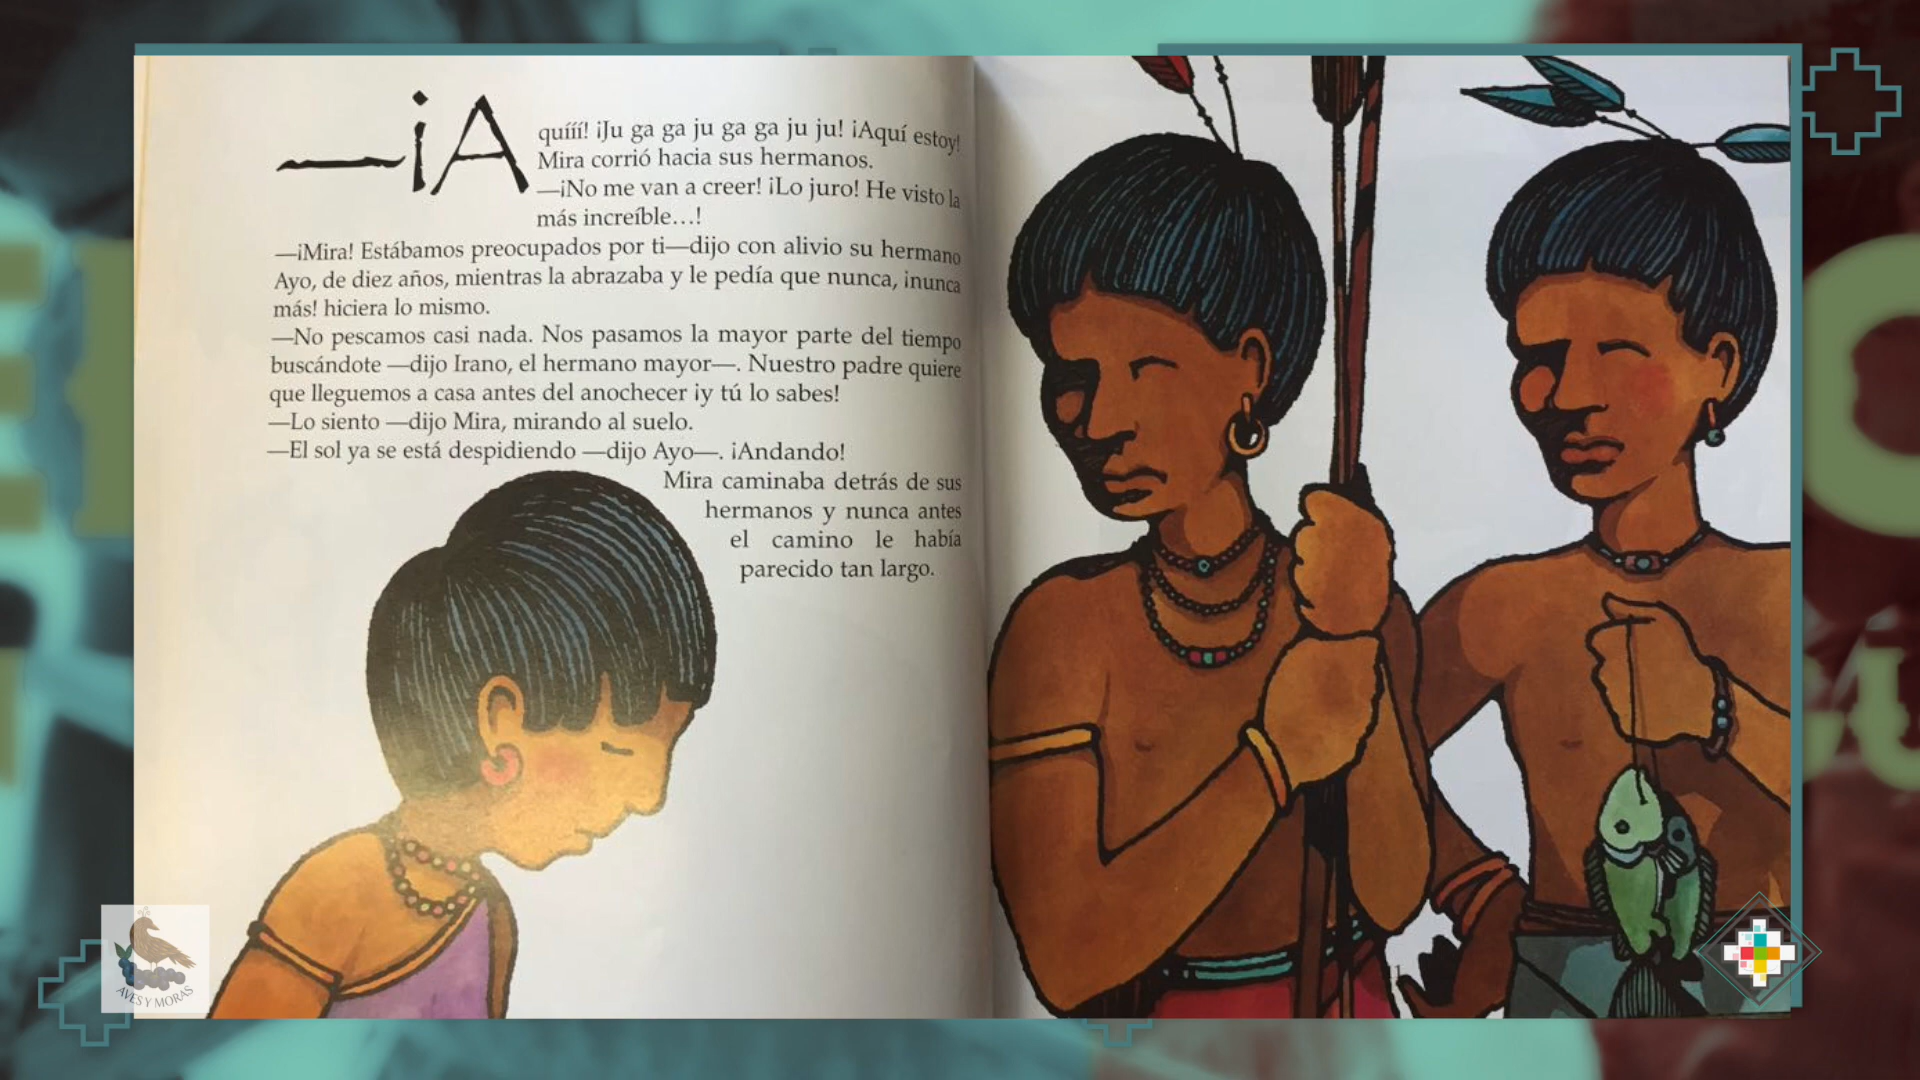 —¡A
quííí! ¡Ju ga ga ju ga ga ju ju! ¡Aquí estoy!
Mira corrió hacia sus hermanos.
—¡No me van a creer! ¡Lo juro! He visto la
más increíble…!
—¡Mira! Estábamos preocupados por ti—dijo con alivio su hermano
Ayo, de diez años, mientras la abrazaba y le pedía que nunca, ¡nunca
más! hiciera lo mismo.
—No pescamos casi nada. Nos pasamos la mayor parte del tiempo
buscándote —dijo Irano, el hermano mayor—. Nuestro padre quiere
que lleguemos a casa antes del anochecer ¡y tú lo sabes!
—Lo siento —dijo Mira, mirando al suelo.
—El sol ya se está despidiendo —dijo Ayo—. ¡Andando!
Mira caminaba detrás de sus
hermanos y nunca antes
el camino le había
parecido tan largo.
AVES Y MORAS